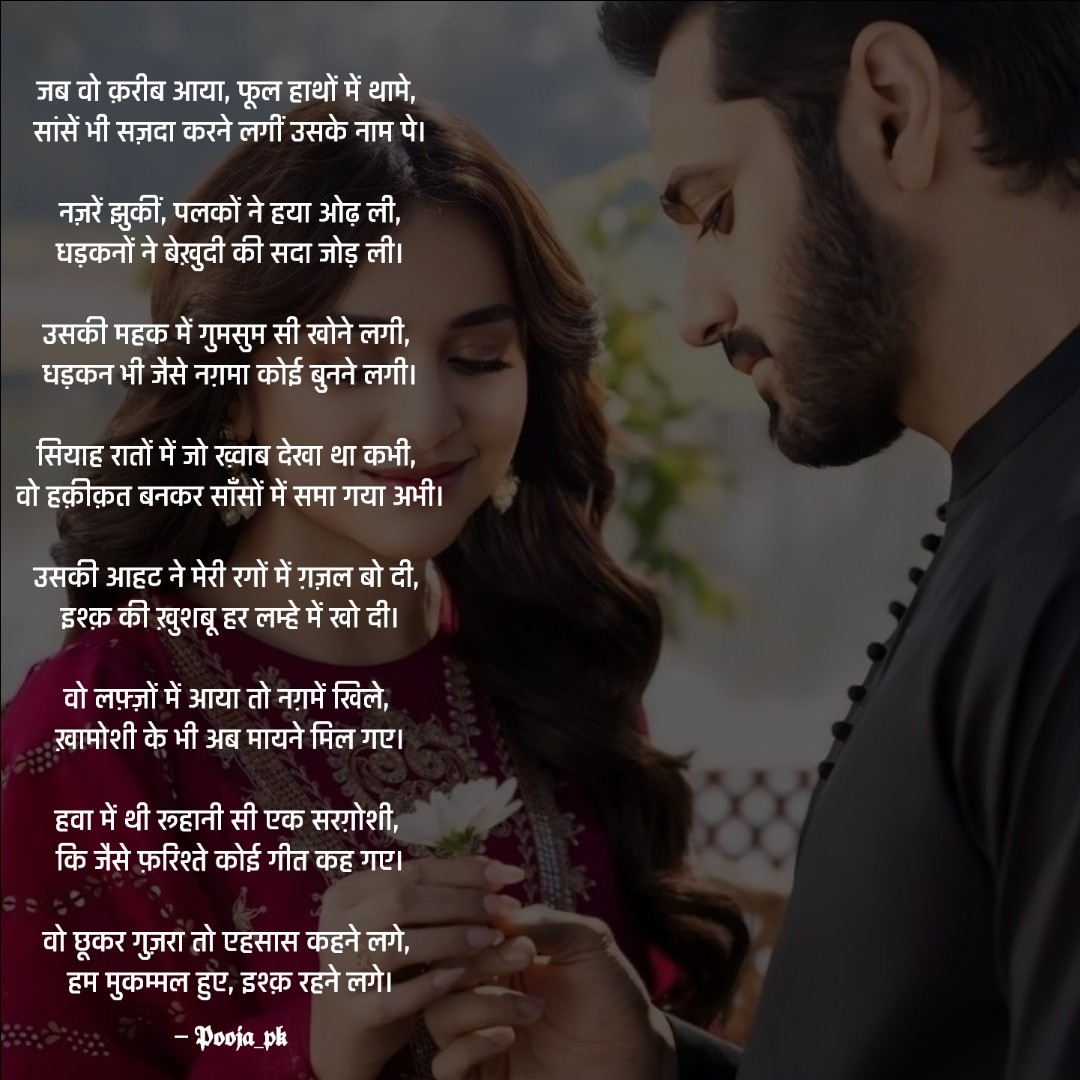 जब वो क़रीब आया, फूल हाथों में थामे,
सांसें भी सज़दा करने लगीं उसके नाम पे।
नज़रें झुकीं, पलकों ने हया ओढ़ ली,
धड़कनों ने बेख़ुदी की सदा जोड़ ली।
उसकी महक में गुमसुम सी खोने लगी,
धड़कन भी जैसे नग़मा कोई बुनने लगी।
सियाह रातों में जो ख़्वाब देखा था कभी,
वो हक़ीक़त बनकर साँसों में समा गया अभी।
उसकी आहट ने मेरी रगों में ग़ज़ल बो दी,
इश्क़ की ख़ुशबू हर लम्हे में खो दी।
वो लफ़्ज़ों में आया तो नग़में खिले,
ख़ामोशी के भी अब मायने मिल गए।
हवा में थी रूहानी सी एक सरग़ोशी,
कि जैसे फ़रिश्ते कोई गीत कह गए।
वो छूकर गुज़रा तो एहसास कहने लगे,
हम मुकम्मल हुए, इश्क़ रहने लगे।
– Pooja_pk